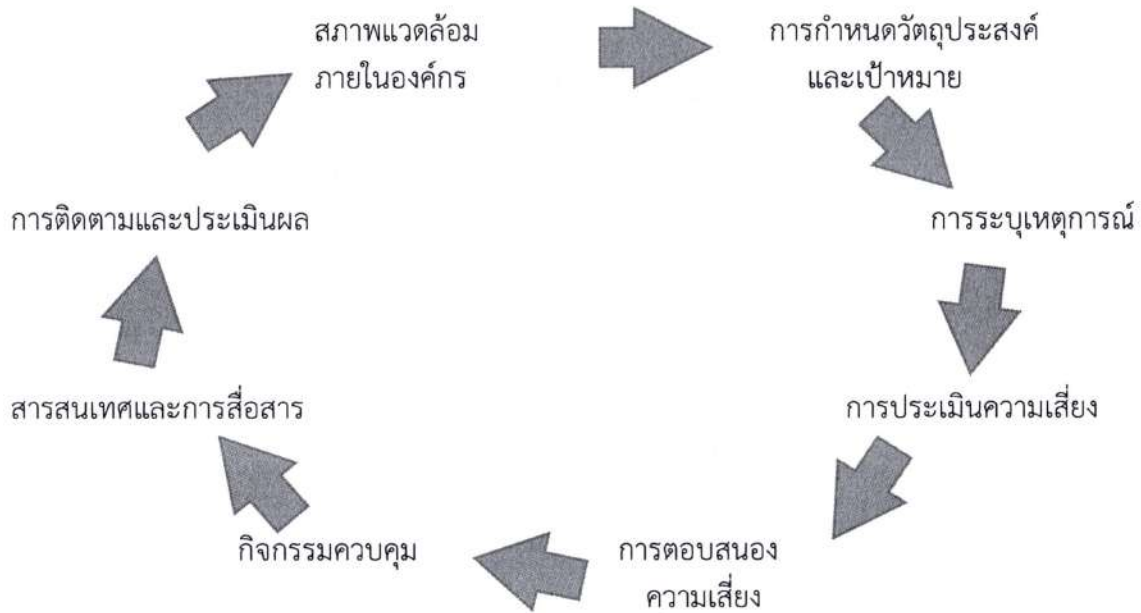 สภาพแวดล้อม
ภายในองค์กร
การกำหนดวัตถุประสงค์
และเป้าหมาย
การระบุเหตุการณ์
การประเมินความเสี่ยง
การตอบสนอง
ความเสี่ยง
กิจกรรมควบคุม
สารสนเทศและการสื่อสาร
การติดตามและประเมินผล